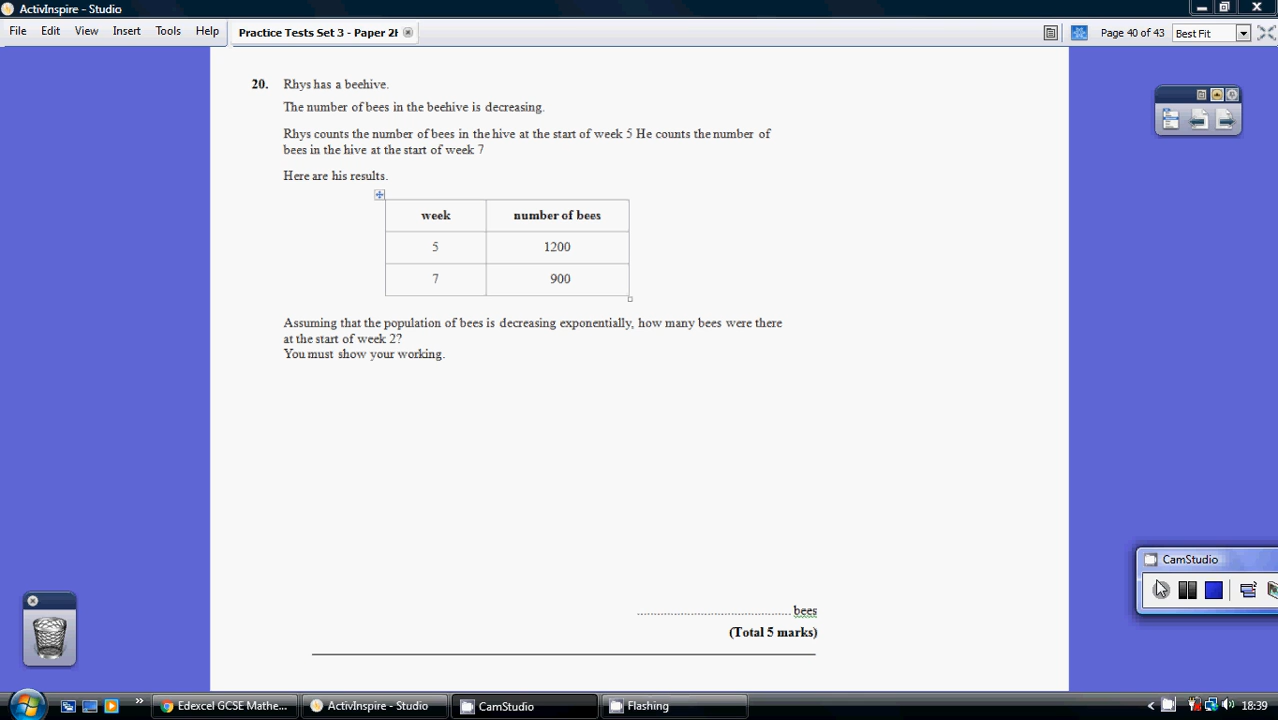 ActivInspire - Studio
File Edit View Insert Tools Help
Practice Tests Set 3 - Paper 2H
Page 40 of 43
Best Fit
20. Rhys has a beehive.
The number of bees in the beehive is decreasing.
Rhys counts the number of bees in the hive at the start of week 5 He counts the number of
bees in the hive at the start of week 7
Here are his results.
week number of bees
5 1200
7 900
Assuming that the population of bees is decreasing exponentially, how many bees were there
at the start of week 2?
You must show your working.
.......................................... bees
(Total 5 marks)
CamStudio
Edexcel GCSE Mathe...
ActivInspire - Studio
CamStudio
Flashing
18:39